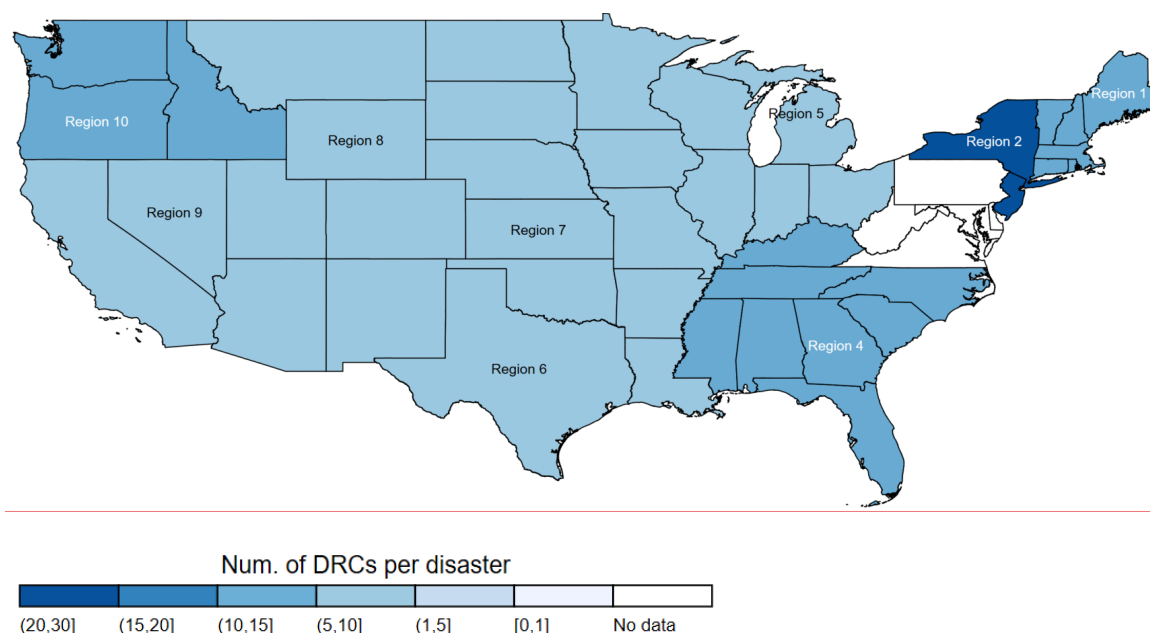 Region 1
Region 10
Region 2
Region 5
Region 8
Region 9
Region 7
Region 4
Region 6
Num. of DRCs per disaster
(20,30] (15,20] (10,15] (5,10] (1,5] [0,1] No data